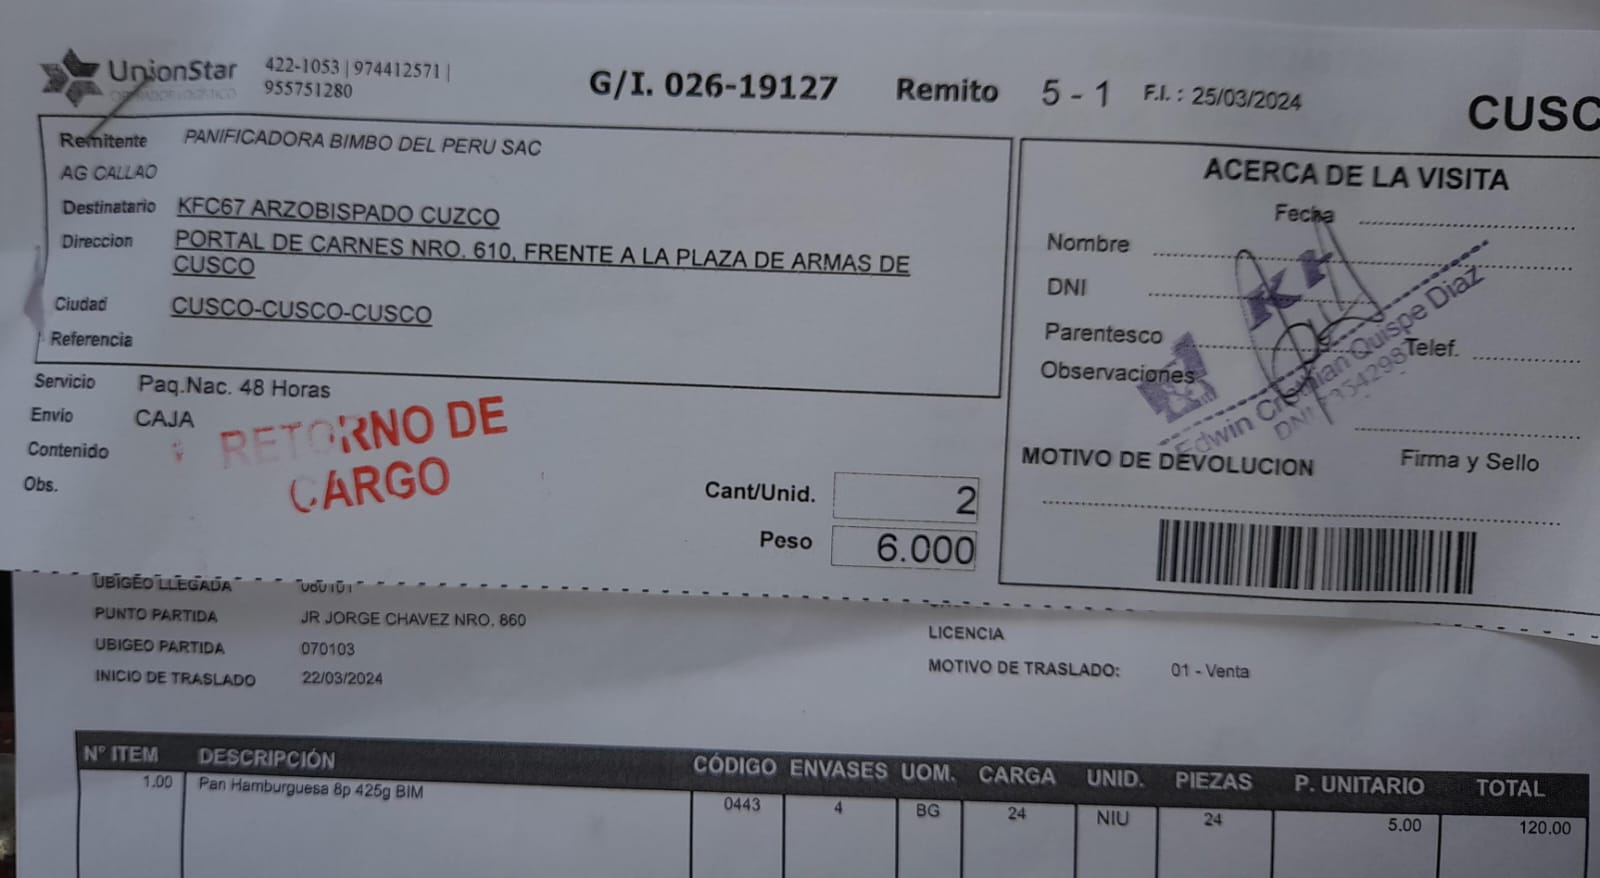 UnionStar
OPERADOR LOGISTICO
422-1053 | 974412571 |
955751280
G/I. 026-19127 Remito 5 - 1 F.I. : 25/03/2024
CUSC
Remitente PANIFICADORA BIMBO DEL PERU SAC
AG CALLAO
Destinatario KFC67 ARZOBISPADO CUZCO
Direccion PORTAL DE CARNES NRO. 610, FRENTE A LA PLAZA DE ARMAS DE
CUSCO
Ciudad CUSCO-CUSCO-CUSCO
Referencia
Servicio Paq.Nac. 48 Horas
Envio CAJA
Contenido
Obs.
RETORNO DE
CARGO
Cant/Unid. 2
Peso 6.000
ACERCA DE LA VISITA
Fecha
Nombre
DNI
Parentesco
Telef.
Observaciones
Edwin Quispe Diaz
DNI
MOTIVO DE DEVOLUCION
Firma y Sello
UBIGEO LLEGADA 080101
PUNTO PARTIDA JR JORGE CHAVEZ NRO. 860
UBIGEO PARTIDA 070103
INICIO DE TRASLADO 22/03/2024
LICENCIA
MOTIVO DE TRASLADO: 01 - Venta
N° ITEM DESCRIPCIÓN CÓDIGO ENVASES UOM. CARGA UNID. PIEZAS P. UNITARIO TOTAL
1.00 Pan Hamburguesa 8p 425g BIM 0443 4 BG 24 NIU 24 5.00 120.00